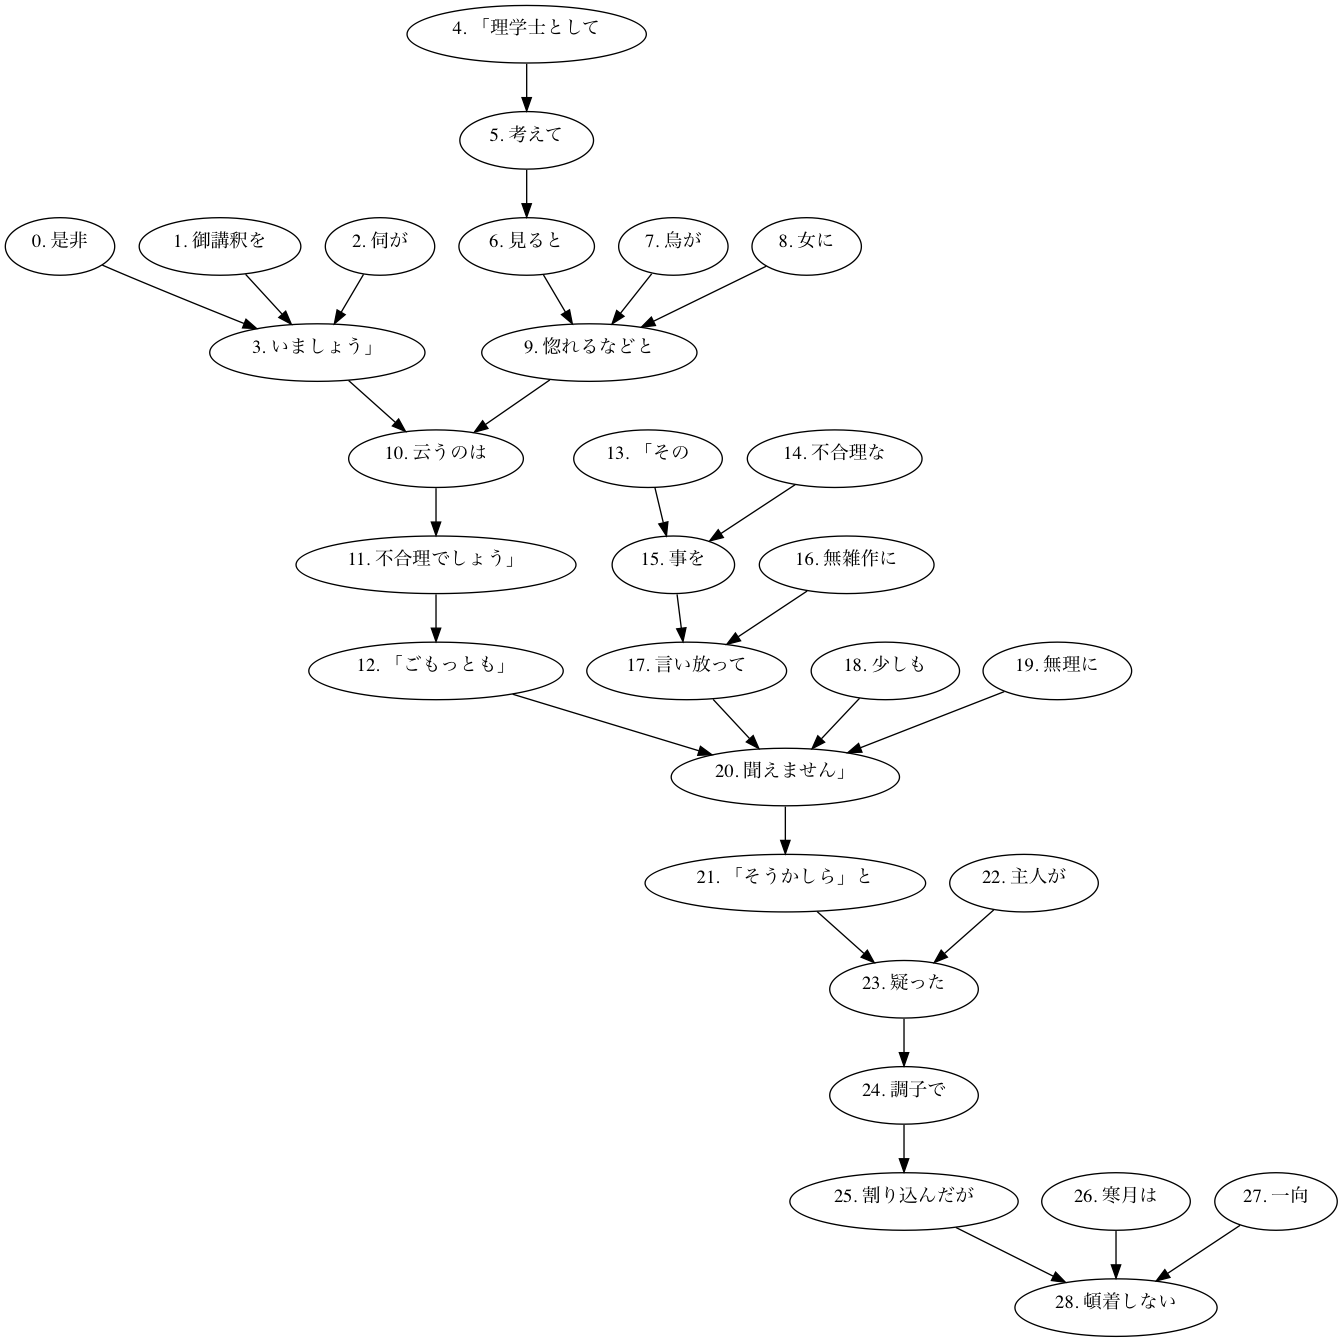 4. 「理学士として
5. 考えて
0. 是非
1. 御講釈を
2. 伺が
6. 見ると
7. 烏が
8. 女に
3. いましょう」
9. 惚れるなどと
10. 云うのは
13. 「その
14. 不合理な
11. 不合理でしょう」
15. 事を
16. 無雑作に
12. 「ごもっとも」
17. 言い放って
18. 少しも
19. 無理に
20. 聞えません」
21. 「そうかしら」と
22. 主人が
23. 疑った
24. 調子で
25. 割り込んだが
26. 寒月は
27. 一向
28. 頓着しない